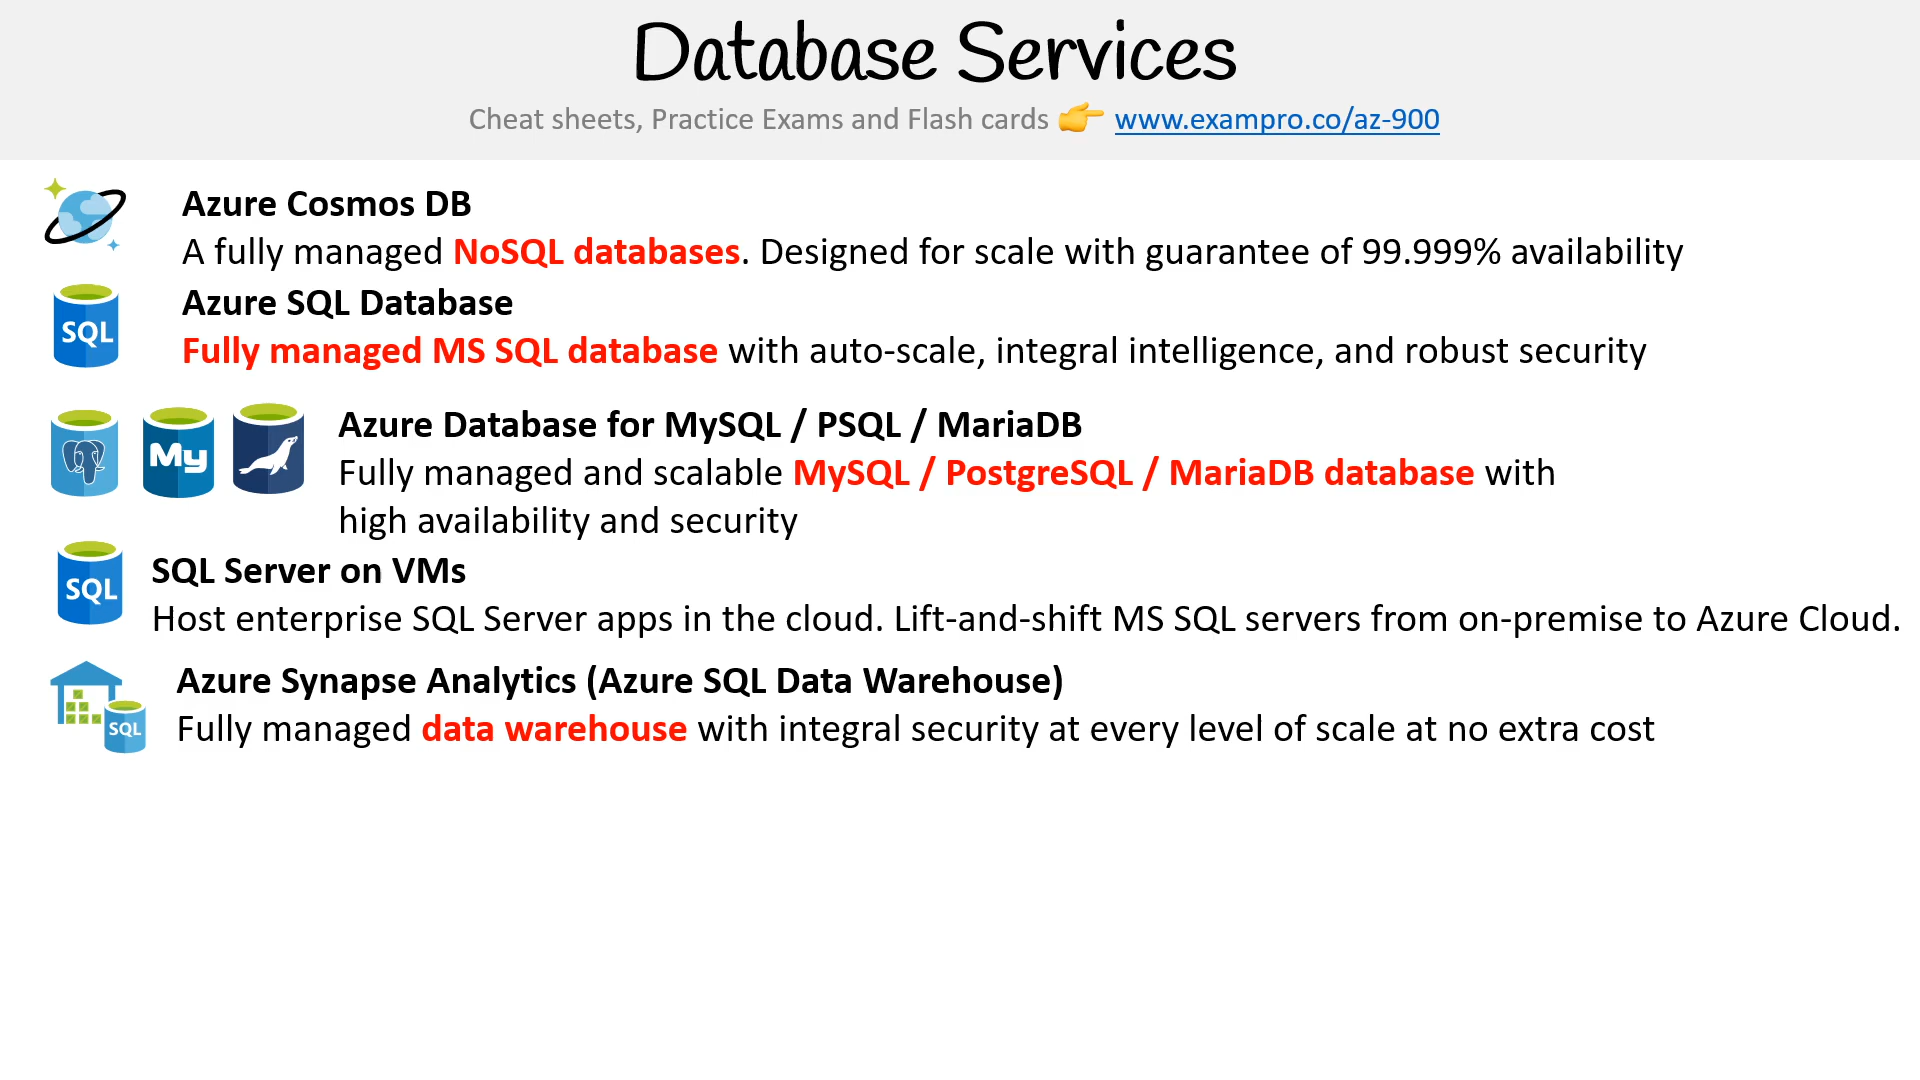 Database Services
Cheat sheets, Practice Exams and Flash cards 👉 www.exampro.co/az-900
Azure Cosmos DB
A fully managed NoSQL databases. Designed for scale with guarantee of 99.999% availability
SQL
Azure SQL Database
Fully managed MS SQL database with auto-scale, integral intelligence, and robust security
My
Azure Database for MySQL / PSQL / MariaDB
Fully managed and scalable MySQL / PostgreSQL / MariaDB database with
high availability and security
SQL
SQL Server on VMs
Host enterprise SQL Server apps in the cloud. Lift-and-shift MS SQL servers from on-premise to Azure Cloud.
SQL
Azure Synapse Analytics (Azure SQL Data Warehouse)
Fully managed data warehouse with integral security at every level of scale at no extra cost